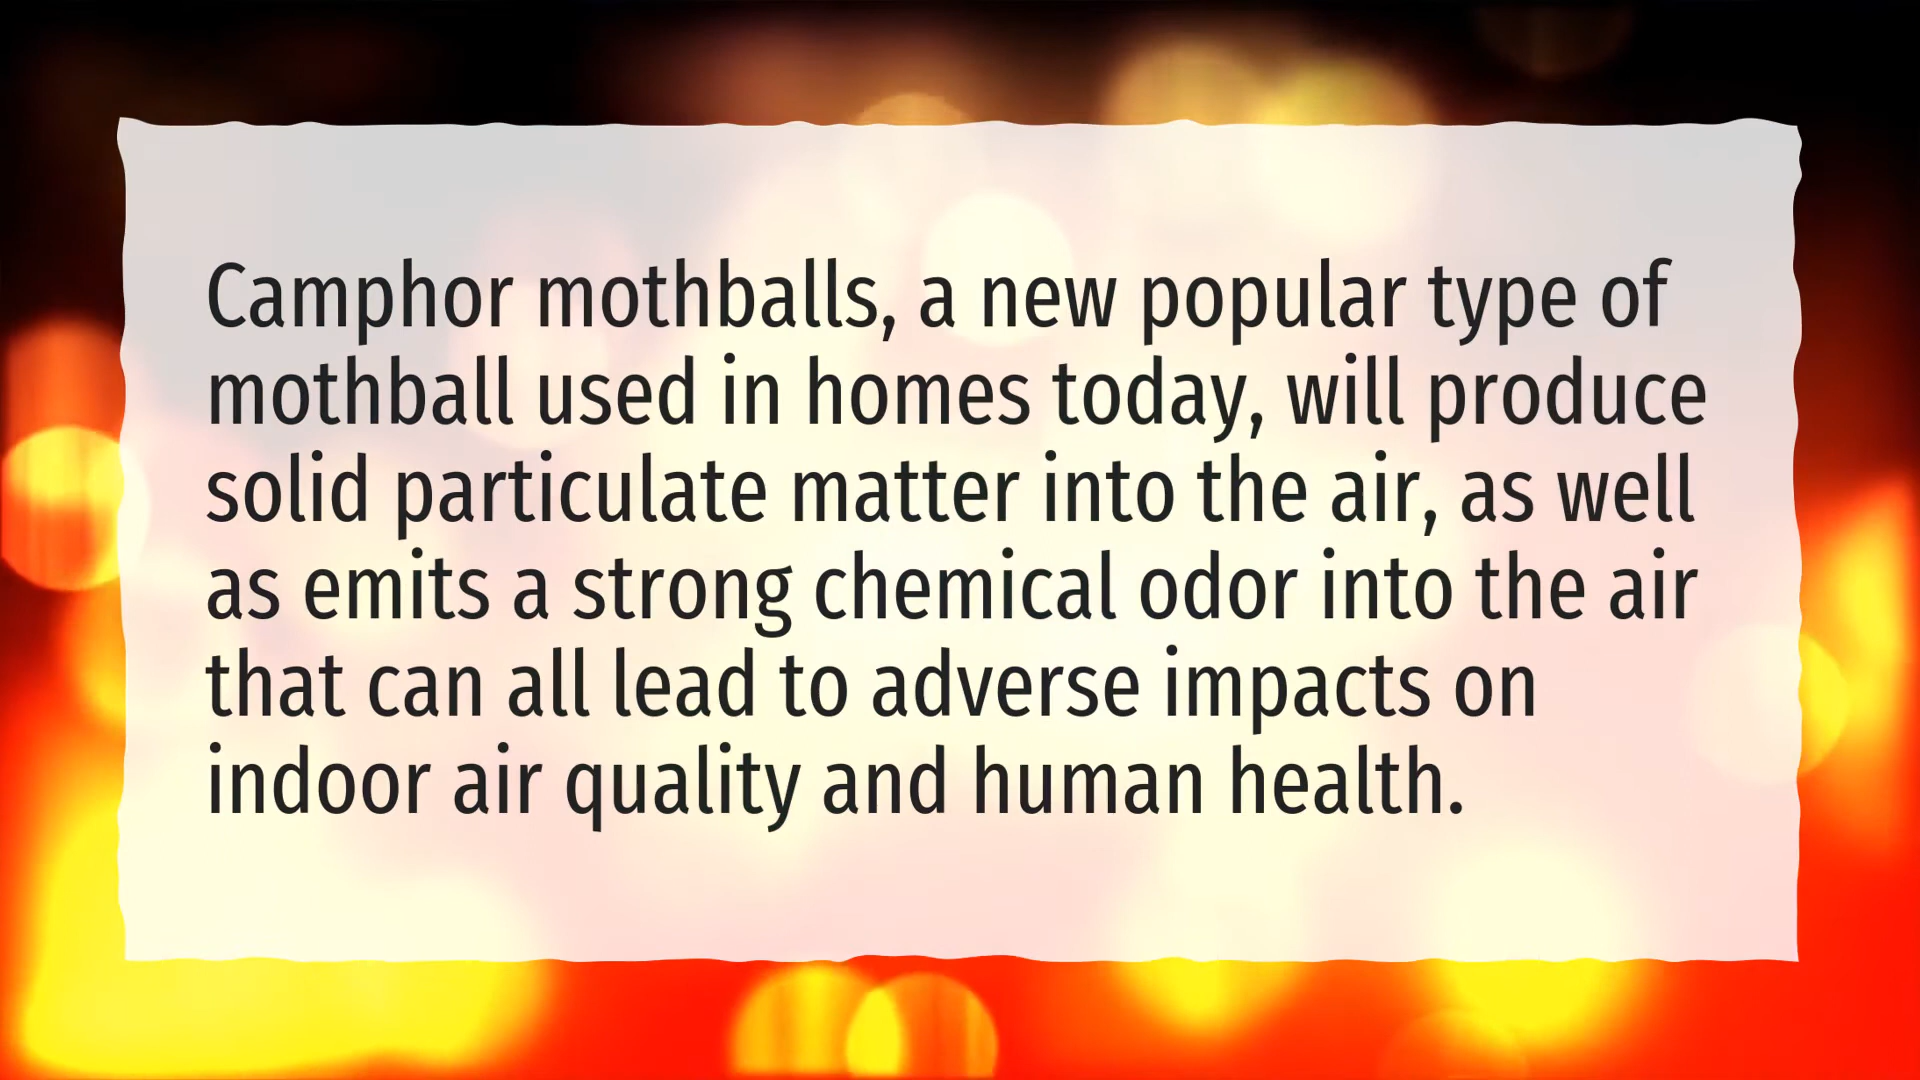 Camphor mothballs, a new popular type of
mothball used in homes today, will produce
solid particulate matter into the air, as well
as emits a strong chemical odor into the air
that can all lead to adverse impacts on
indoor air quality and human health.